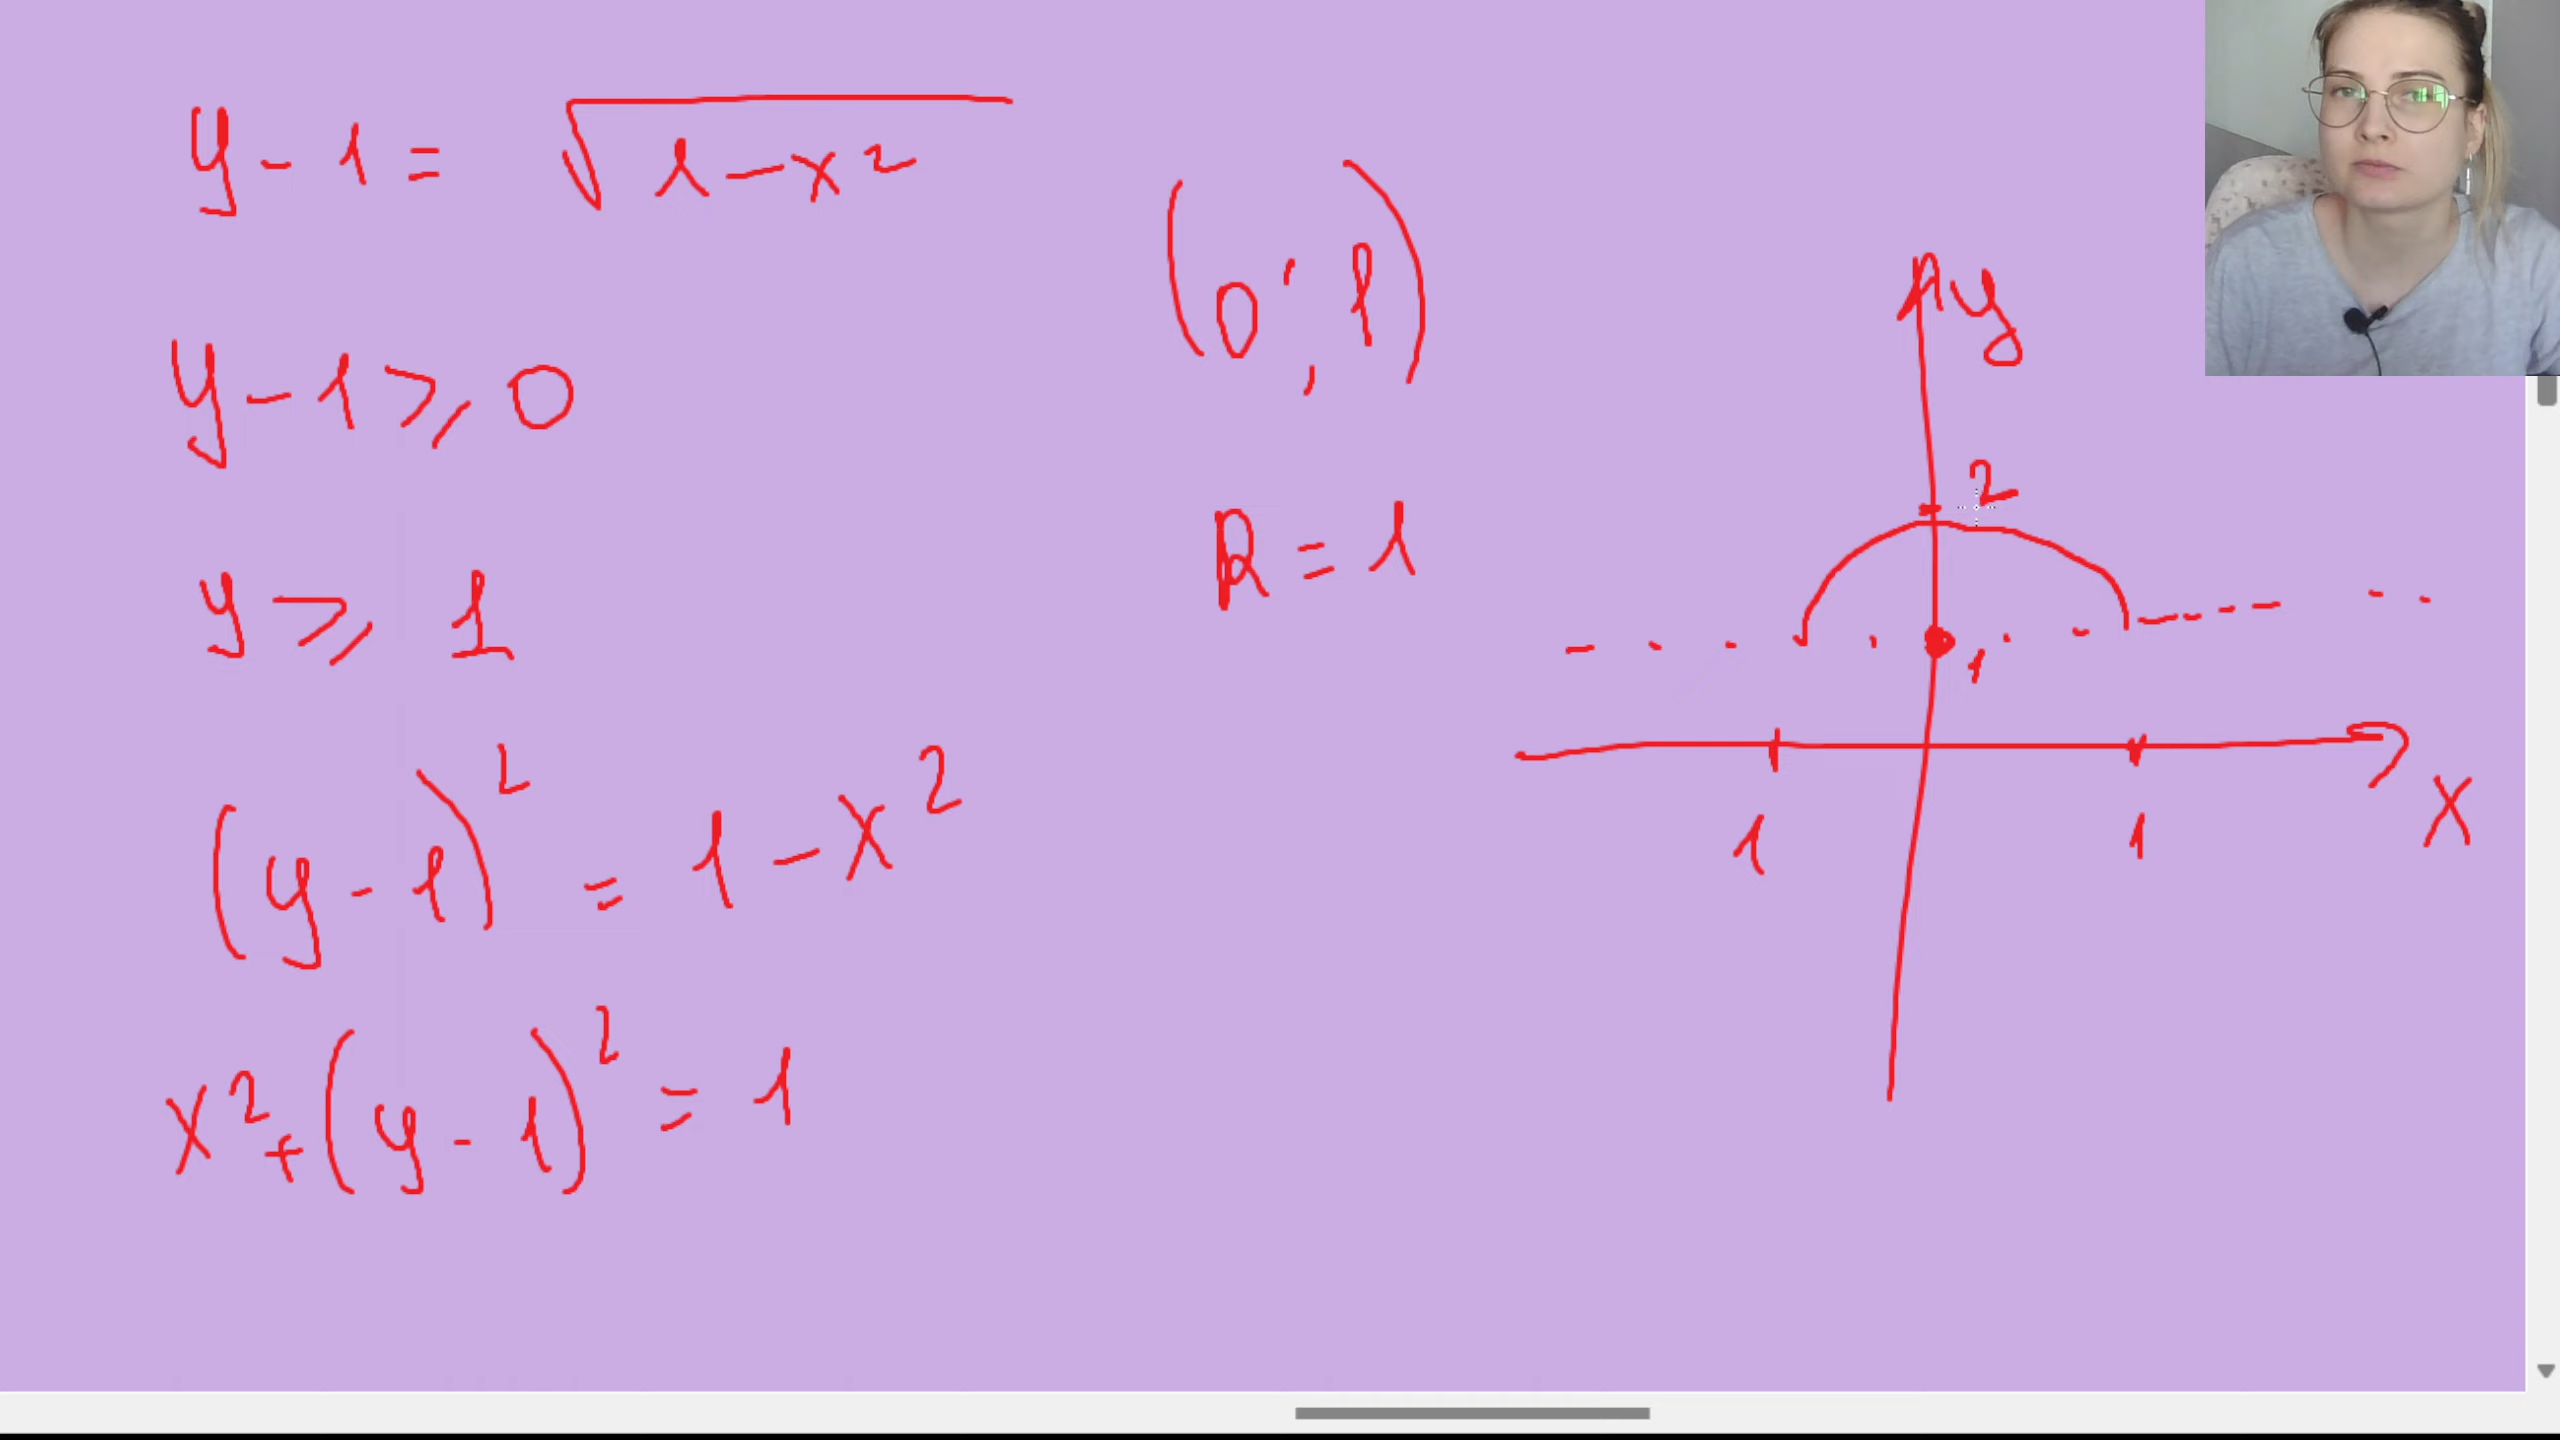 y - 1 = √(1 - x²)
y - 1 ⩾ 0
y ⩾ 1
(y - 1)² = 1 - x²
x² + (y - 1)² = 1
(0 ; 1)
R = 1
y
2
1
1
1
x